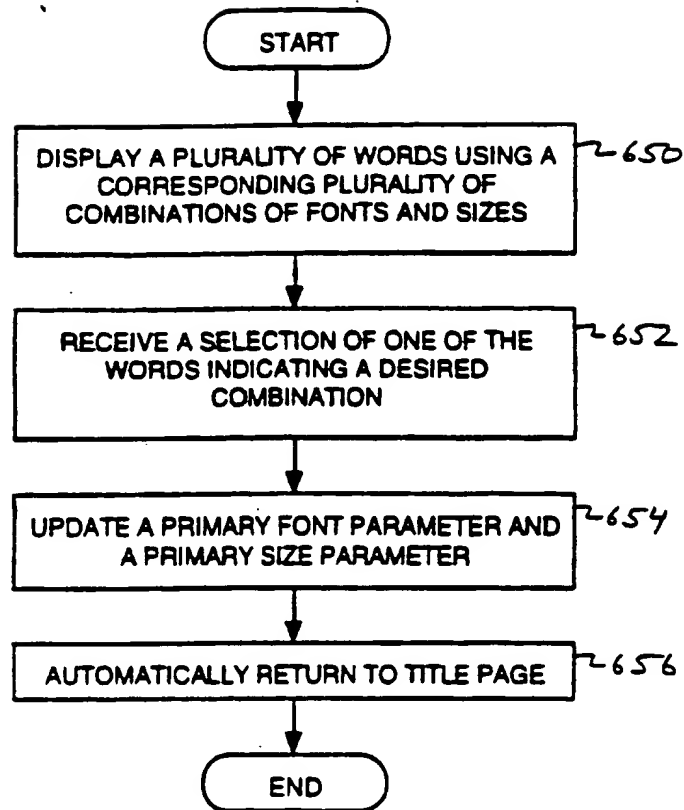 START
DISPLAY A PLURALITY OF WORDS USING A
CORRESPONDING PLURALITY OF
COMBINATIONS OF FONTS AND SIZES
650
RECEIVE A SELECTION OF ONE OF THE
WORDS INDICATING A DESIRED
COMBINATION
652
UPDATE A PRIMARY FONT PARAMETER AND
A PRIMARY SIZE PARAMETER
654
AUTOMATICALLY RETURN TO TITLE PAGE
656
END